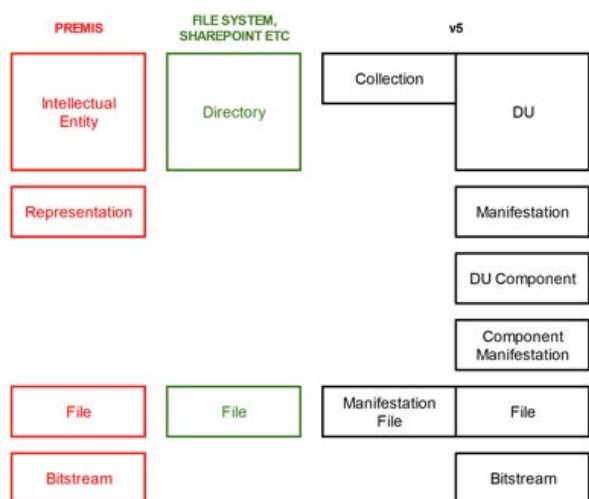 PREMIS
FILE SYSTEM,
SHAREPOINT ETC
v5
Intellectual
Entity
Directory
Collection
DU
Representation
Manifestation
DU Component
Component
Manifestation
File
File
Manifestation
File
File
Bitstream
Bitstream